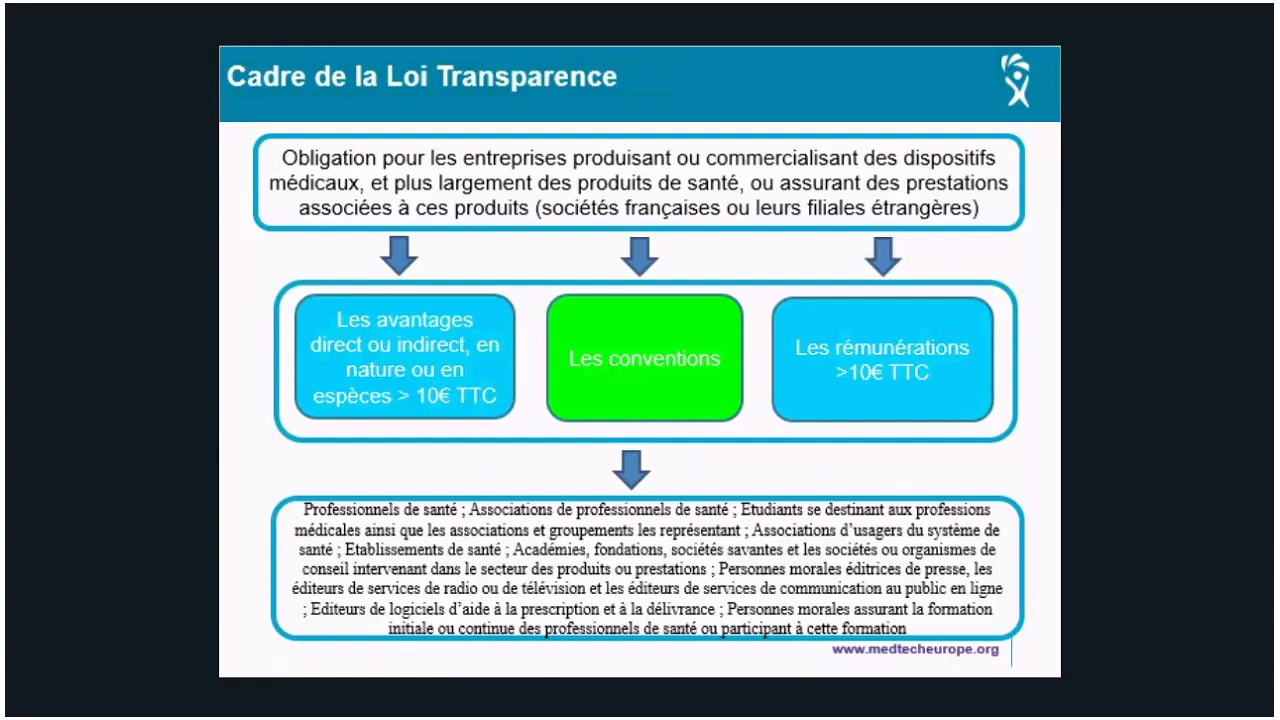 Cadre de la Loi Transparence
Obligation pour les entreprises produisant ou commercialisant des dispositifs
médicaux, et plus largement des produits de santé, ou assurant des prestations
associées à ces produits (sociétés françaises ou leurs filiales étrangères)
Les avantages
direct ou indirect, en
nature ou en
espèces > 10€ TTC
Les conventions
Les rémunérations
>10€ TTC
Professionnels de santé ; Associations de professionnels de santé ; Etudiants se destinant aux professions
médicales ainsi que les associations et groupements les représentant ; Associations d’usagers du système de
santé ; Etablissements de santé ; Académies, fondations, sociétés savantes et les sociétés ou organismes de
conseil intervenant dans le secteur des produits ou prestations ; Personnes morales éditrices de presse, les
éditeurs de services de radio ou de télévision et les éditeurs de services de communication au public en ligne
; Editeurs de logiciels d’aide à la prescription et à la délivrance ; Personnes morales assurant la formation
initiale ou continue des professionnels de santé ou participant à cette formation
www.medtecheurope.org